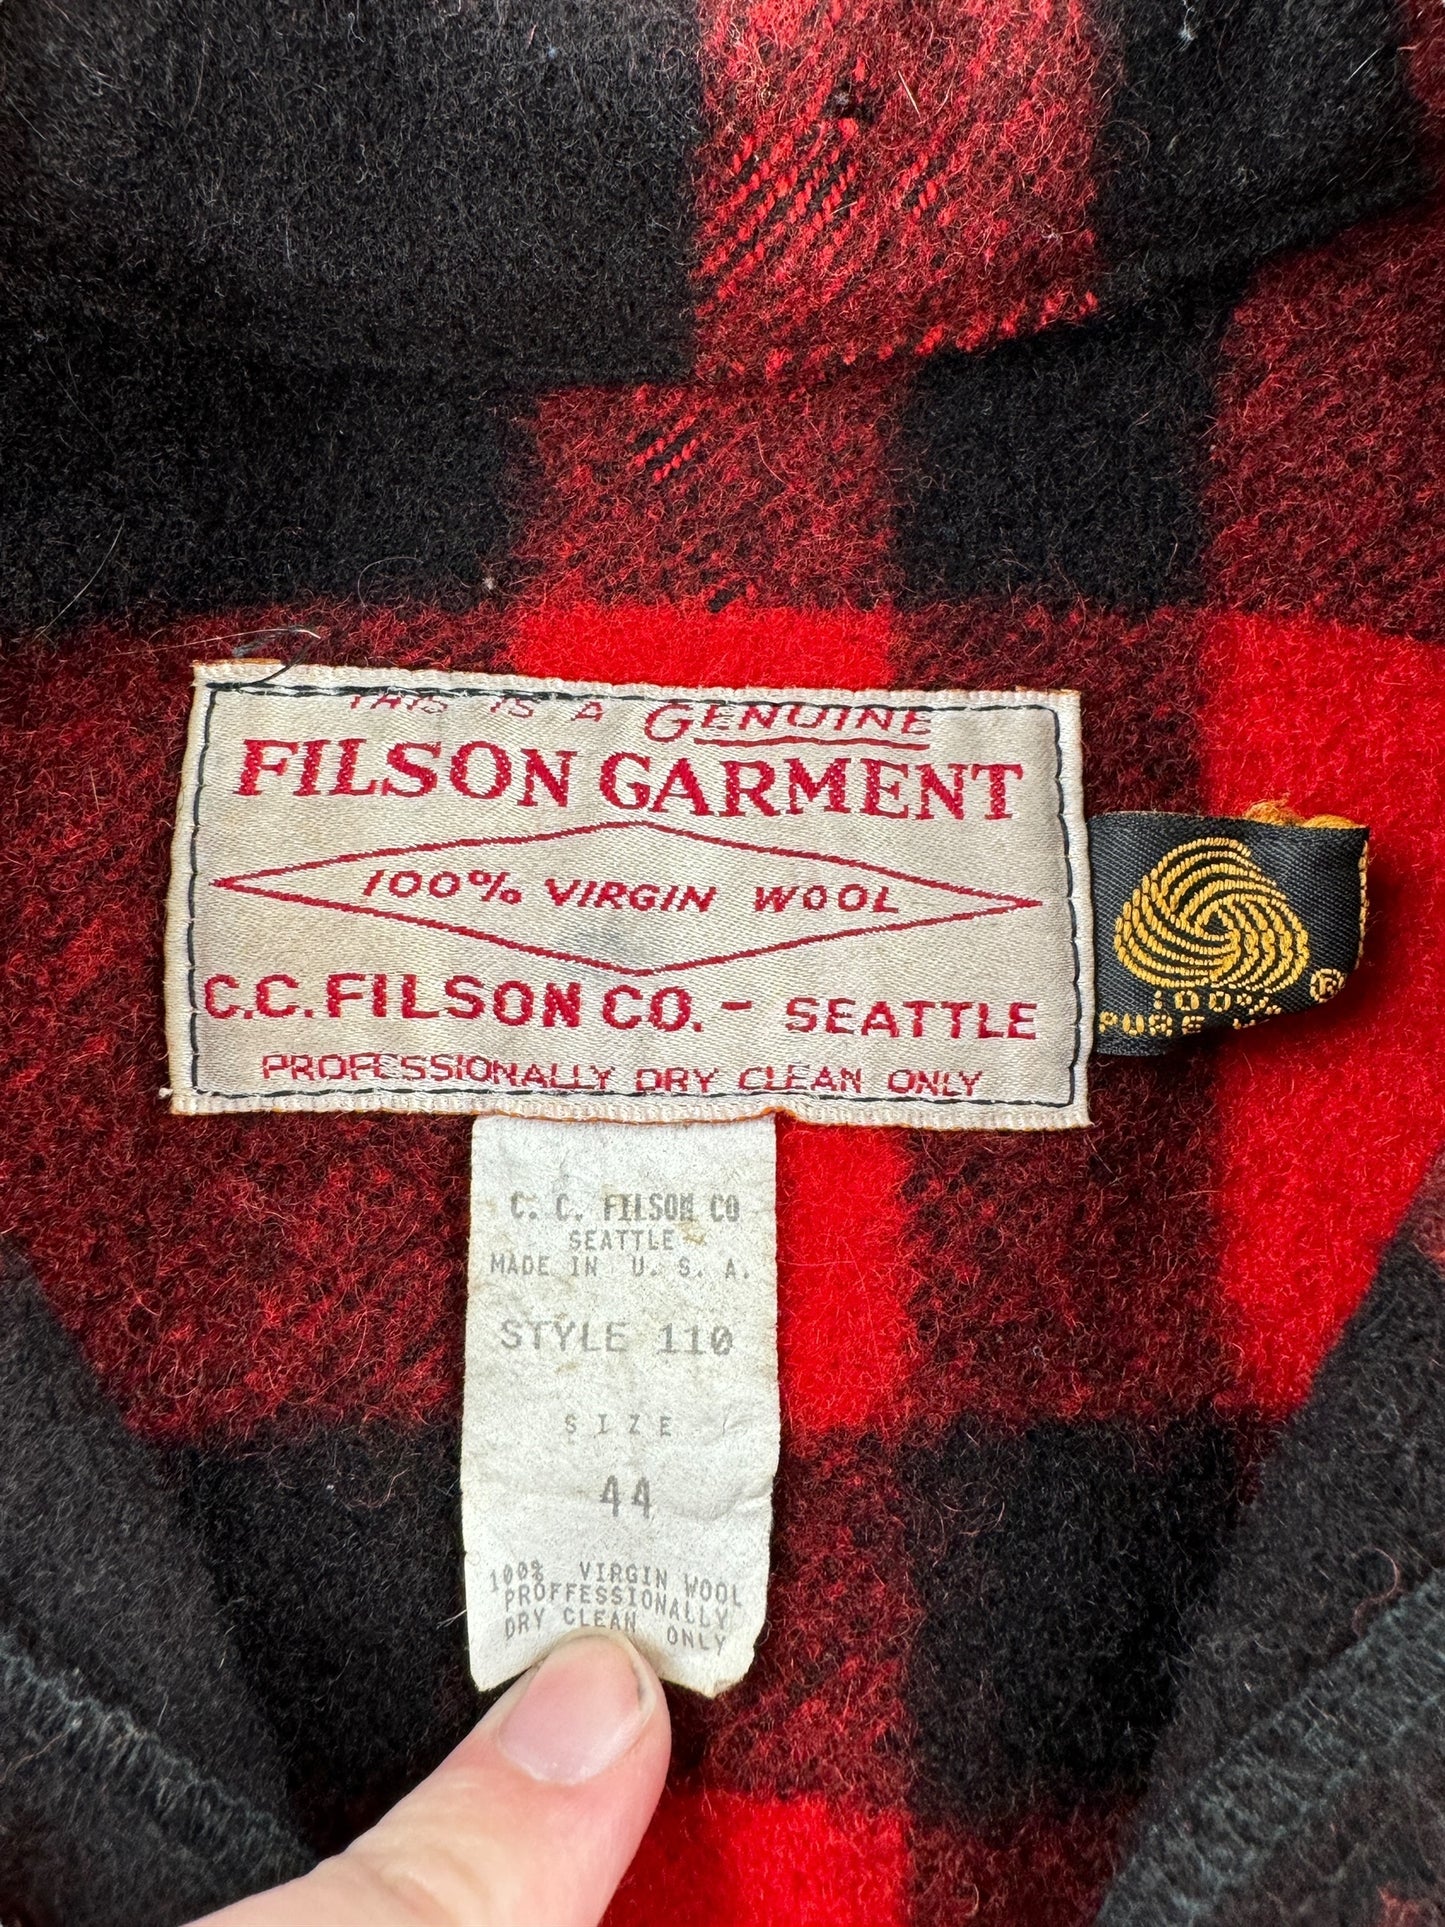 THIS IS A GENUINE
FILSON GARMENT
100% VIRGIN WOOL
C.C. FILSON CO. - SEATTLE
PROFESSIONALLY DRY CLEAN ONLY
100% ®
PURE
C. C. FILSON CO
SEATTLE
MADE IN U. S. A.
STYLE 110
SIZE
44
100% VIRGIN WOOL
PROFFESSIONALLY
DRY CLEAN ONLY